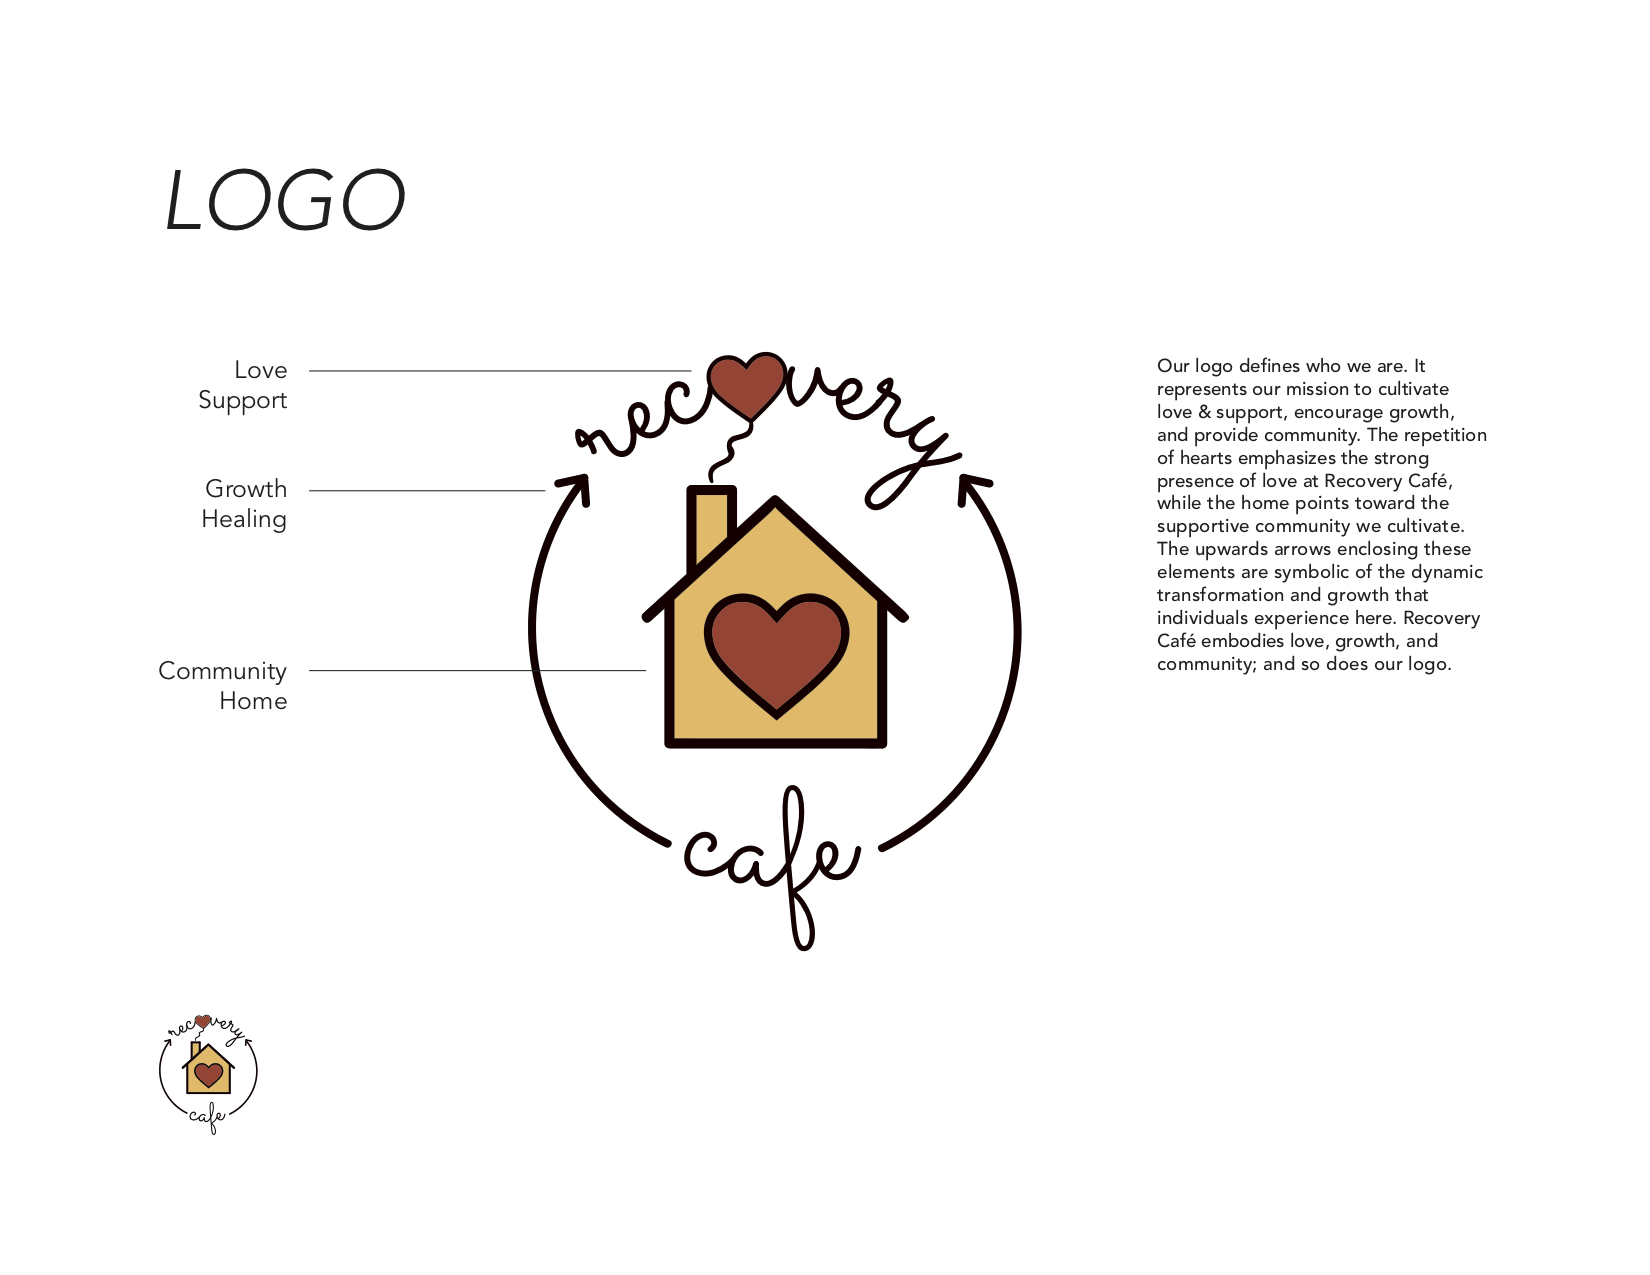 LOGO
Love
Support
Growth
Healing
Community
Home
recovery
cafe
Our logo defines who we are. It
represents our mission to cultivate
love & support, encourage growth,
and provide community. The repetition
of hearts emphasizes the strong
presence of love at Recovery Café,
while the home points toward the
supportive community we cultivate.
The upwards arrows enclosing these
elements are symbolic of the dynamic
transformation and growth that
individuals experience here. Recovery
Café embodies love, growth, and
community; and so does our logo.
recovery
cafe